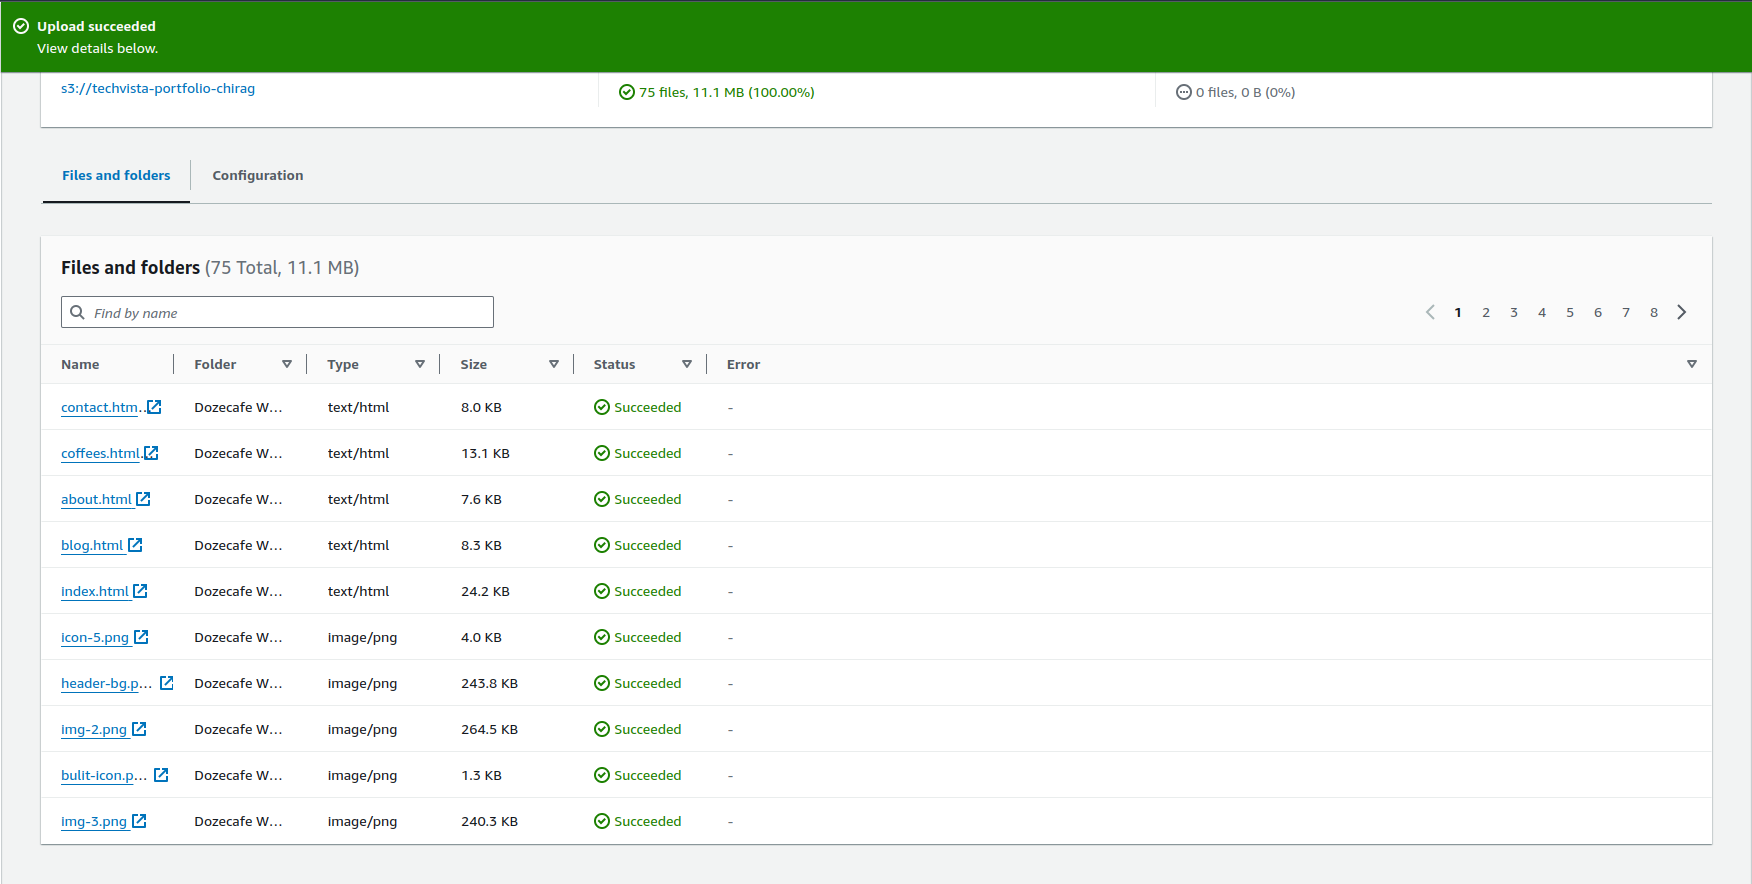 Upload succeeded
View details below.
s3://techvista-portfolio-chirag
75 files, 11.1 MB (100.00%)
0 files, 0 B (0%)
Files and folders
Configuration
Files and folders (75 Total, 11.1 MB)
Find by name
1 2 3 4 5 6 7 8
Name Folder Type Size Status Error
contact.htm... Dozecafe W... text/html 8.0 KB Succeeded -
coffees.html Dozecafe W... text/html 13.1 KB Succeeded -
about.html Dozecafe W... text/html 7.6 KB Succeeded -
blog.html Dozecafe W... text/html 8.3 KB Succeeded -
index.html Dozecafe W... text/html 24.2 KB Succeeded -
icon-5.png Dozecafe W... image/png 4.0 KB Succeeded -
header-bg.p... Dozecafe W... image/png 243.8 KB Succeeded -
img-2.png Dozecafe W... image/png 264.5 KB Succeeded -
bulit-icon.p... Dozecafe W... image/png 1.3 KB Succeeded -
img-3.png Dozecafe W... image/png 240.3 KB Succeeded -